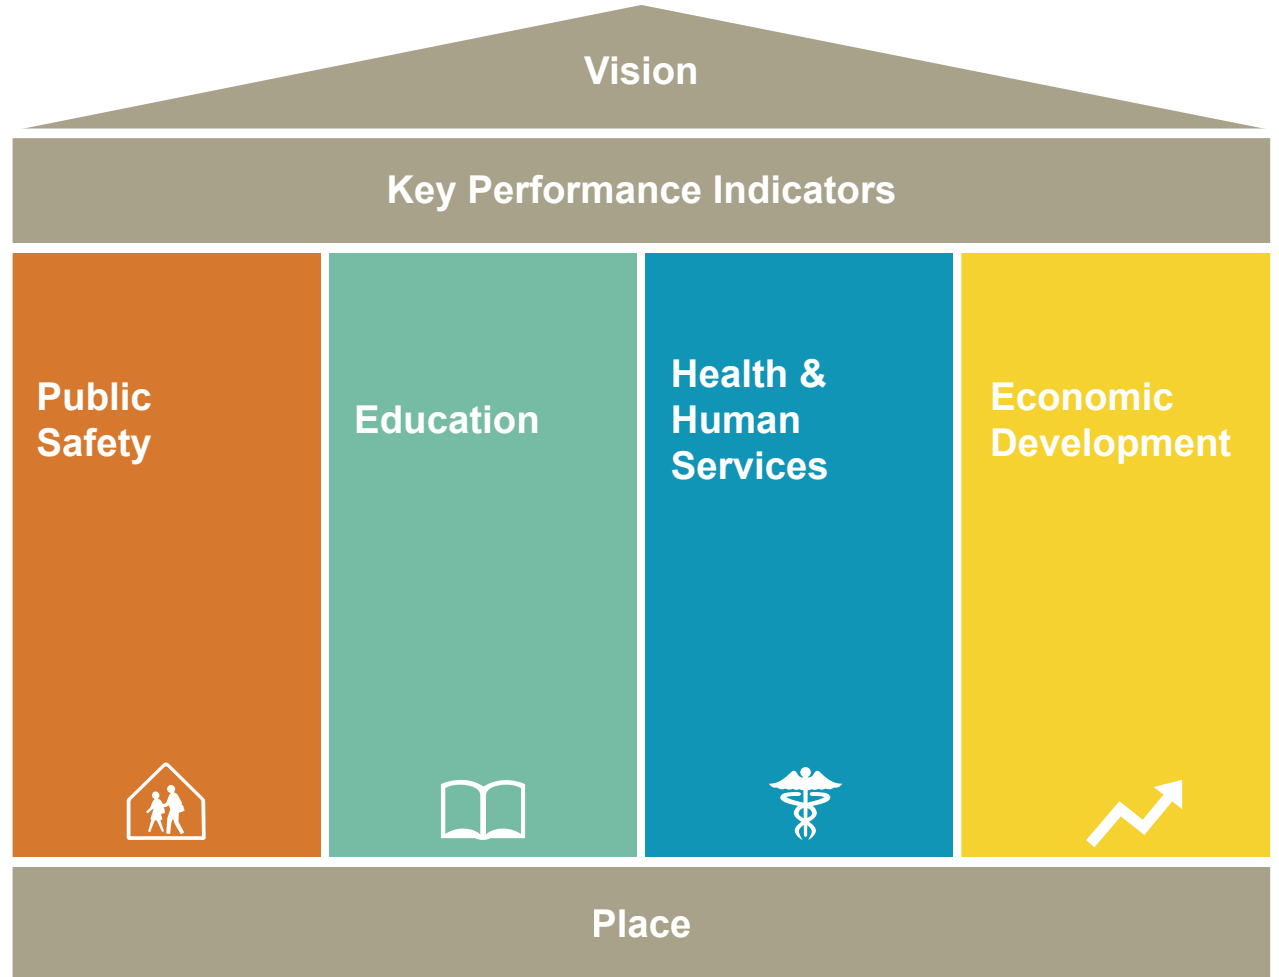 Vision
Key Performance Indicators
Public
Safety
Education
Health &
Human
Services
Economic
Development
Place